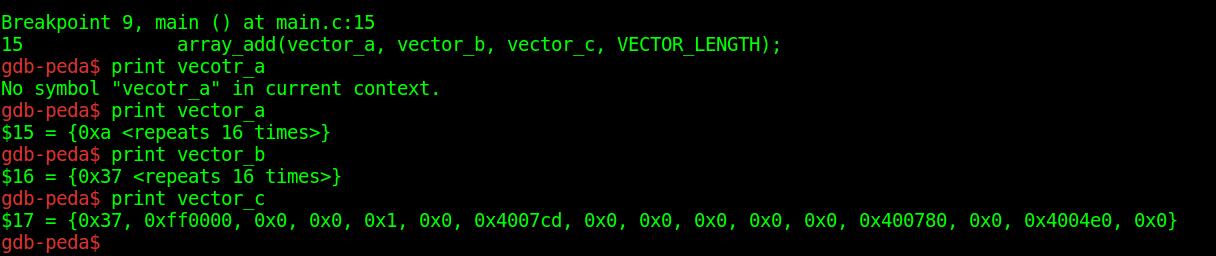 Breakpoint 9, main () at main.c:15
15              array_add(vector_a, vector_b, vector_c, VECTOR_LENGTH);
gdb-peda$ print vecotr_a
No symbol "vecotr_a" in current context.
gdb-peda$ print vector_a
$15 = {0xa <repeats 16 times>}
gdb-peda$ print vector_b
$16 = {0x37 <repeats 16 times>}
gdb-peda$ print vector_c
$17 = {0x37, 0xff0000, 0x0, 0x0, 0x1, 0x0, 0x4007cd, 0x0, 0x0, 0x0, 0x0, 0x0, 0x400780, 0x0, 0x4004e0, 0x0}
gdb-peda$